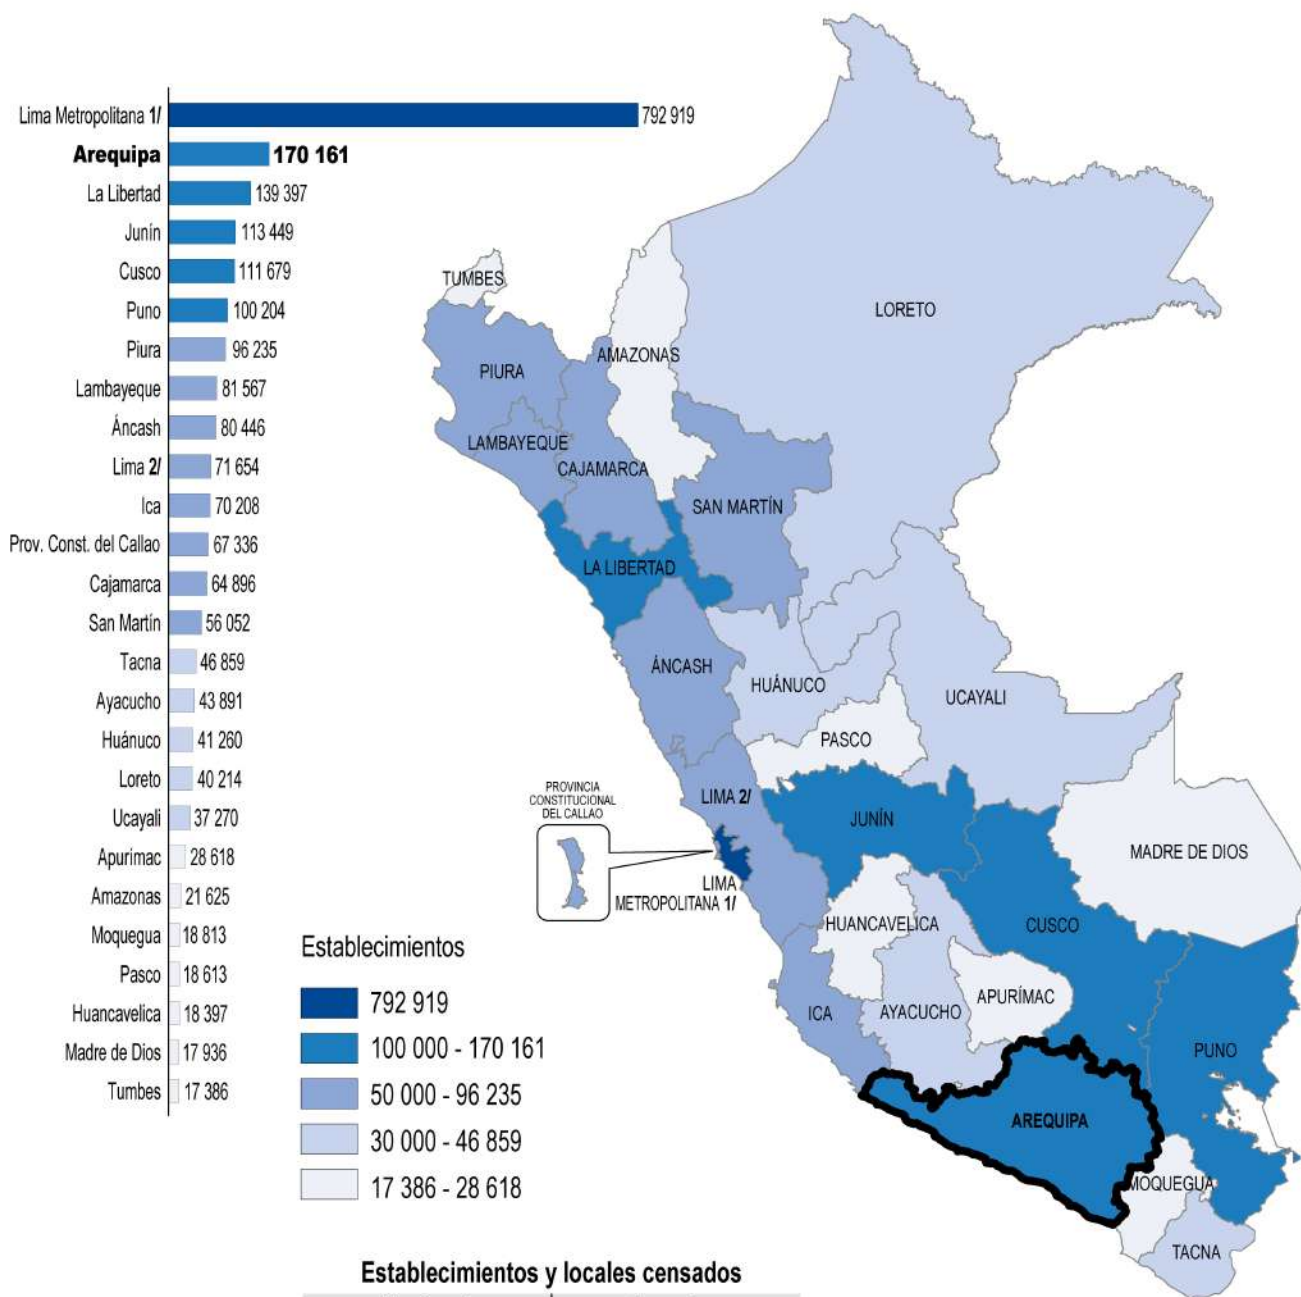 Lima Metropolitana 1/ 792 919
Arequipa 170 161
La Libertad 139 397
Junín 113 449
Cusco 111 679
Puno 100 204
Piura 96 235
Lambayeque 81 567
Áncash 80 446
Lima 2/ 71 654
Ica 70 208
Prov. Const. del Callao 67 336
Cajamarca 64 896
San Martín 56 052
Tacna 46 859
Ayacucho 43 891
Huánuco 41 260
Loreto 40 214
Ucayali 37 270
Apurimac 28 618
Amazonas 21 625
Moquegua 18 813
Pasco 18 613
Huancavelica 18 397
Madre de Dios 17 936
Tumbes 17 386
Establecimientos
792 919
100 000 - 170 161
50 000 - 96 235
30 000 - 46 859
17 386 - 28 618
TUMBES
LORETO
AMAZONAS
PIURA
LAMBAYEQUE
CAJAMARCA
SAN MARTÍN
LA LIBERTAD
ÁNCASH
HUÁNUCO
UCAYALI
PASCO
PROVINCIA
CONSTITUCIONAL
DEL CALLAO
LIMA 2/
JUNÍN
MADRE DE DIOS
LIMA
METROPOLITANA 1/
HUANCAVELICA
CUSCO
APURÍMAC
ICA
AYACUCHO
PUNO
AREQUIPA
MOQUEGUA
TACNA
Establecimientos y locales censados